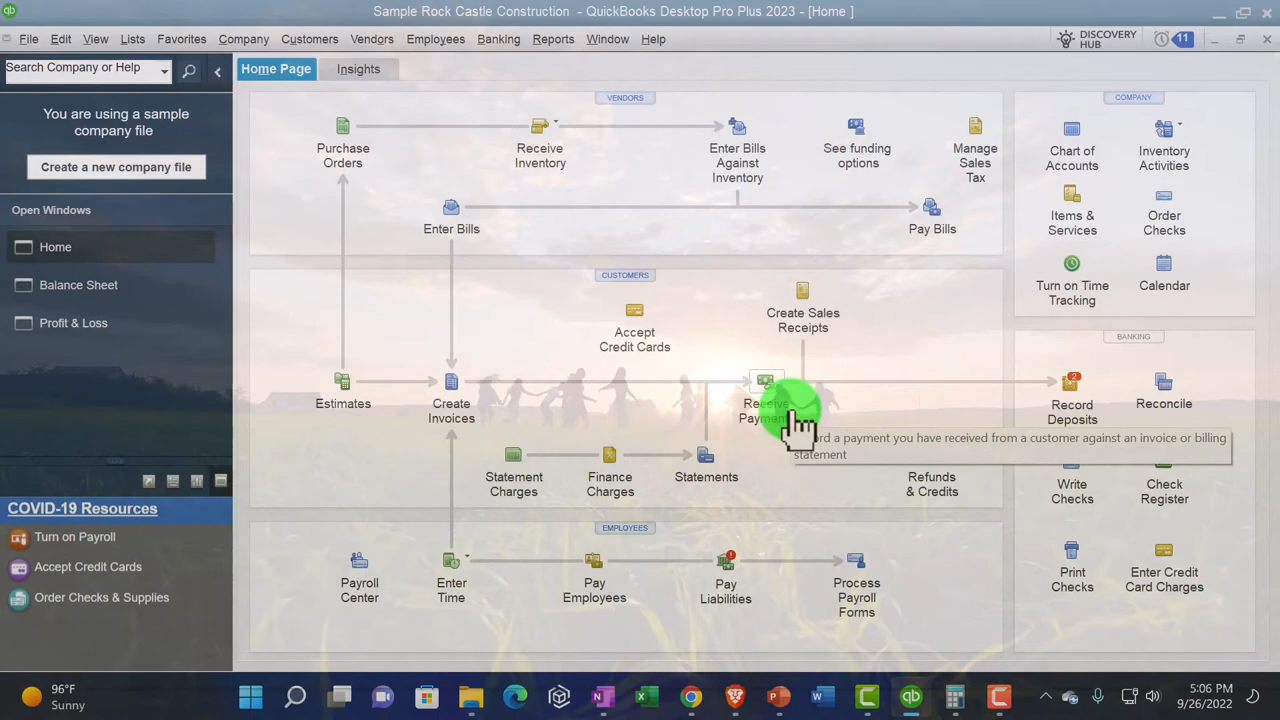 Sample Rock Castle Construction - QuickBooks Desktop Pro Plus 2023 - [Home ]
File Edit View Lists Favorites Company Customers Vendors Employees Banking Reports Window Help
DISCOVERY
HUB
11
Search Company or Help
Home Page
Insights
You are using a sample
company file
Create a new company file
Open Windows
Home
Balance Sheet
Profit & Loss
COVID-19 Resources
Turn on Payroll
Accept Credit Cards
Order Checks & Supplies
VENDORS
Purchase
Orders
Receive
Inventory
Enter Bills
Against
Inventory
See funding
options
Manage
Sales
Tax
Enter Bills
Pay Bills
CUSTOMERS
Accept
Credit Cards
Create Sales
Receipts
Estimates
Create
Invoices
Receive
Statement
Charges
Finance
Charges
Statements
Refunds
& Credits
a payment you have received from a customer against an invoice or billing
statement
EMPLOYEES
Payroll
Center
Enter
Time
Pay
Employees
Pay
Liabilities
Process
Payroll
Forms
COMPANY
Chart of
Accounts
Inventory
Activities
Items &
Services
Order
Checks
Turn on Time
Tracking
Calendar
BANKING
2
Record
Deposits
Reconcile
Write
Checks
Check
Register
Print
Checks
Enter Credit
Card Charges
96°F
Sunny
5:06 PM
9/26/2022